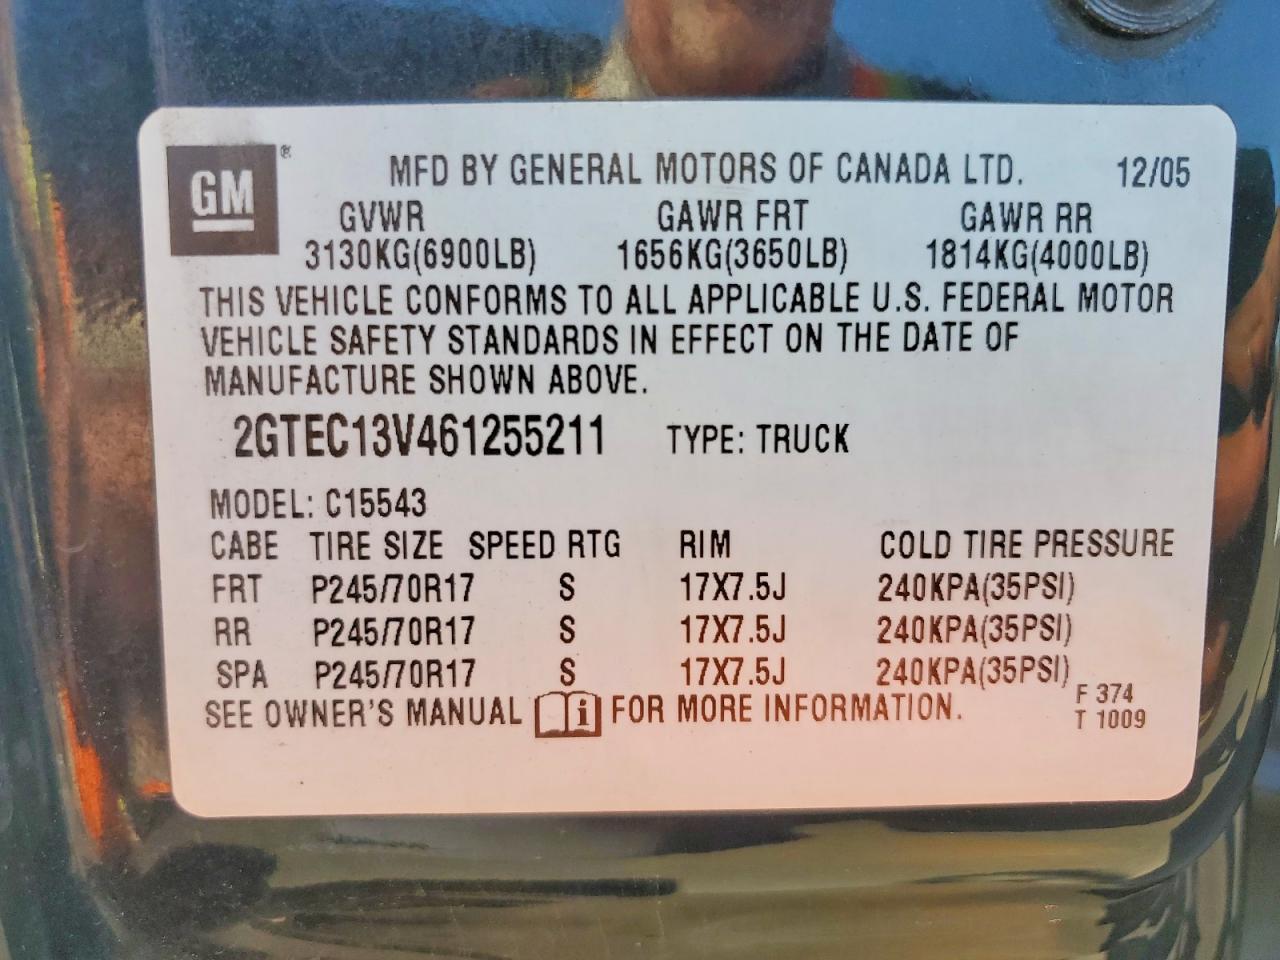 GM® MFD BY GENERAL MOTORS OF CANADA LTD. 12/05
GVWR GAWR FRT GAWR RR
3130KG(6900LB) 1656KG(3650LB) 1814KG(4000LB)
THIS VEHICLE CONFORMS TO ALL APPLICABLE U.S. FEDERAL MOTOR
VEHICLE SAFETY STANDARDS IN EFFECT ON THE DATE OF
MANUFACTURE SHOWN ABOVE.
2GTEC13V461255211 TYPE: TRUCK
MODEL: C15543
CABE TIRE SIZE SPEED RTG RIM COLD TIRE PRESSURE
FRT P245/70R17 S 17X7.5J 240KPA(35PSI)
RR P245/70R17 S 17X7.5J 240KPA(35PSI)
SPA P245/70R17 S 17X7.5J 240KPA(35PSI)
SEE OWNER'S MANUAL i FOR MORE INFORMATION.
F 374
T 1009